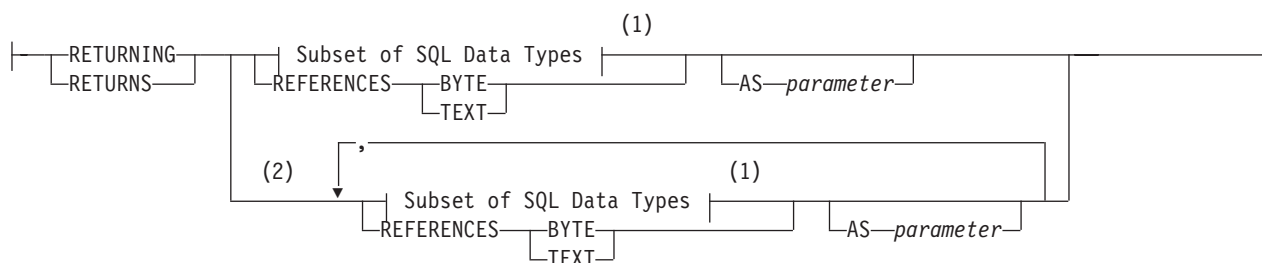 (1)
RETURNING Subset of SQL Data Types
RETURNS REFERENCES BYTE AS parameter
TEXT
,
(2) (1)
Subset of SQL Data Types
REFERENCES BYTE AS parameter
TEXT